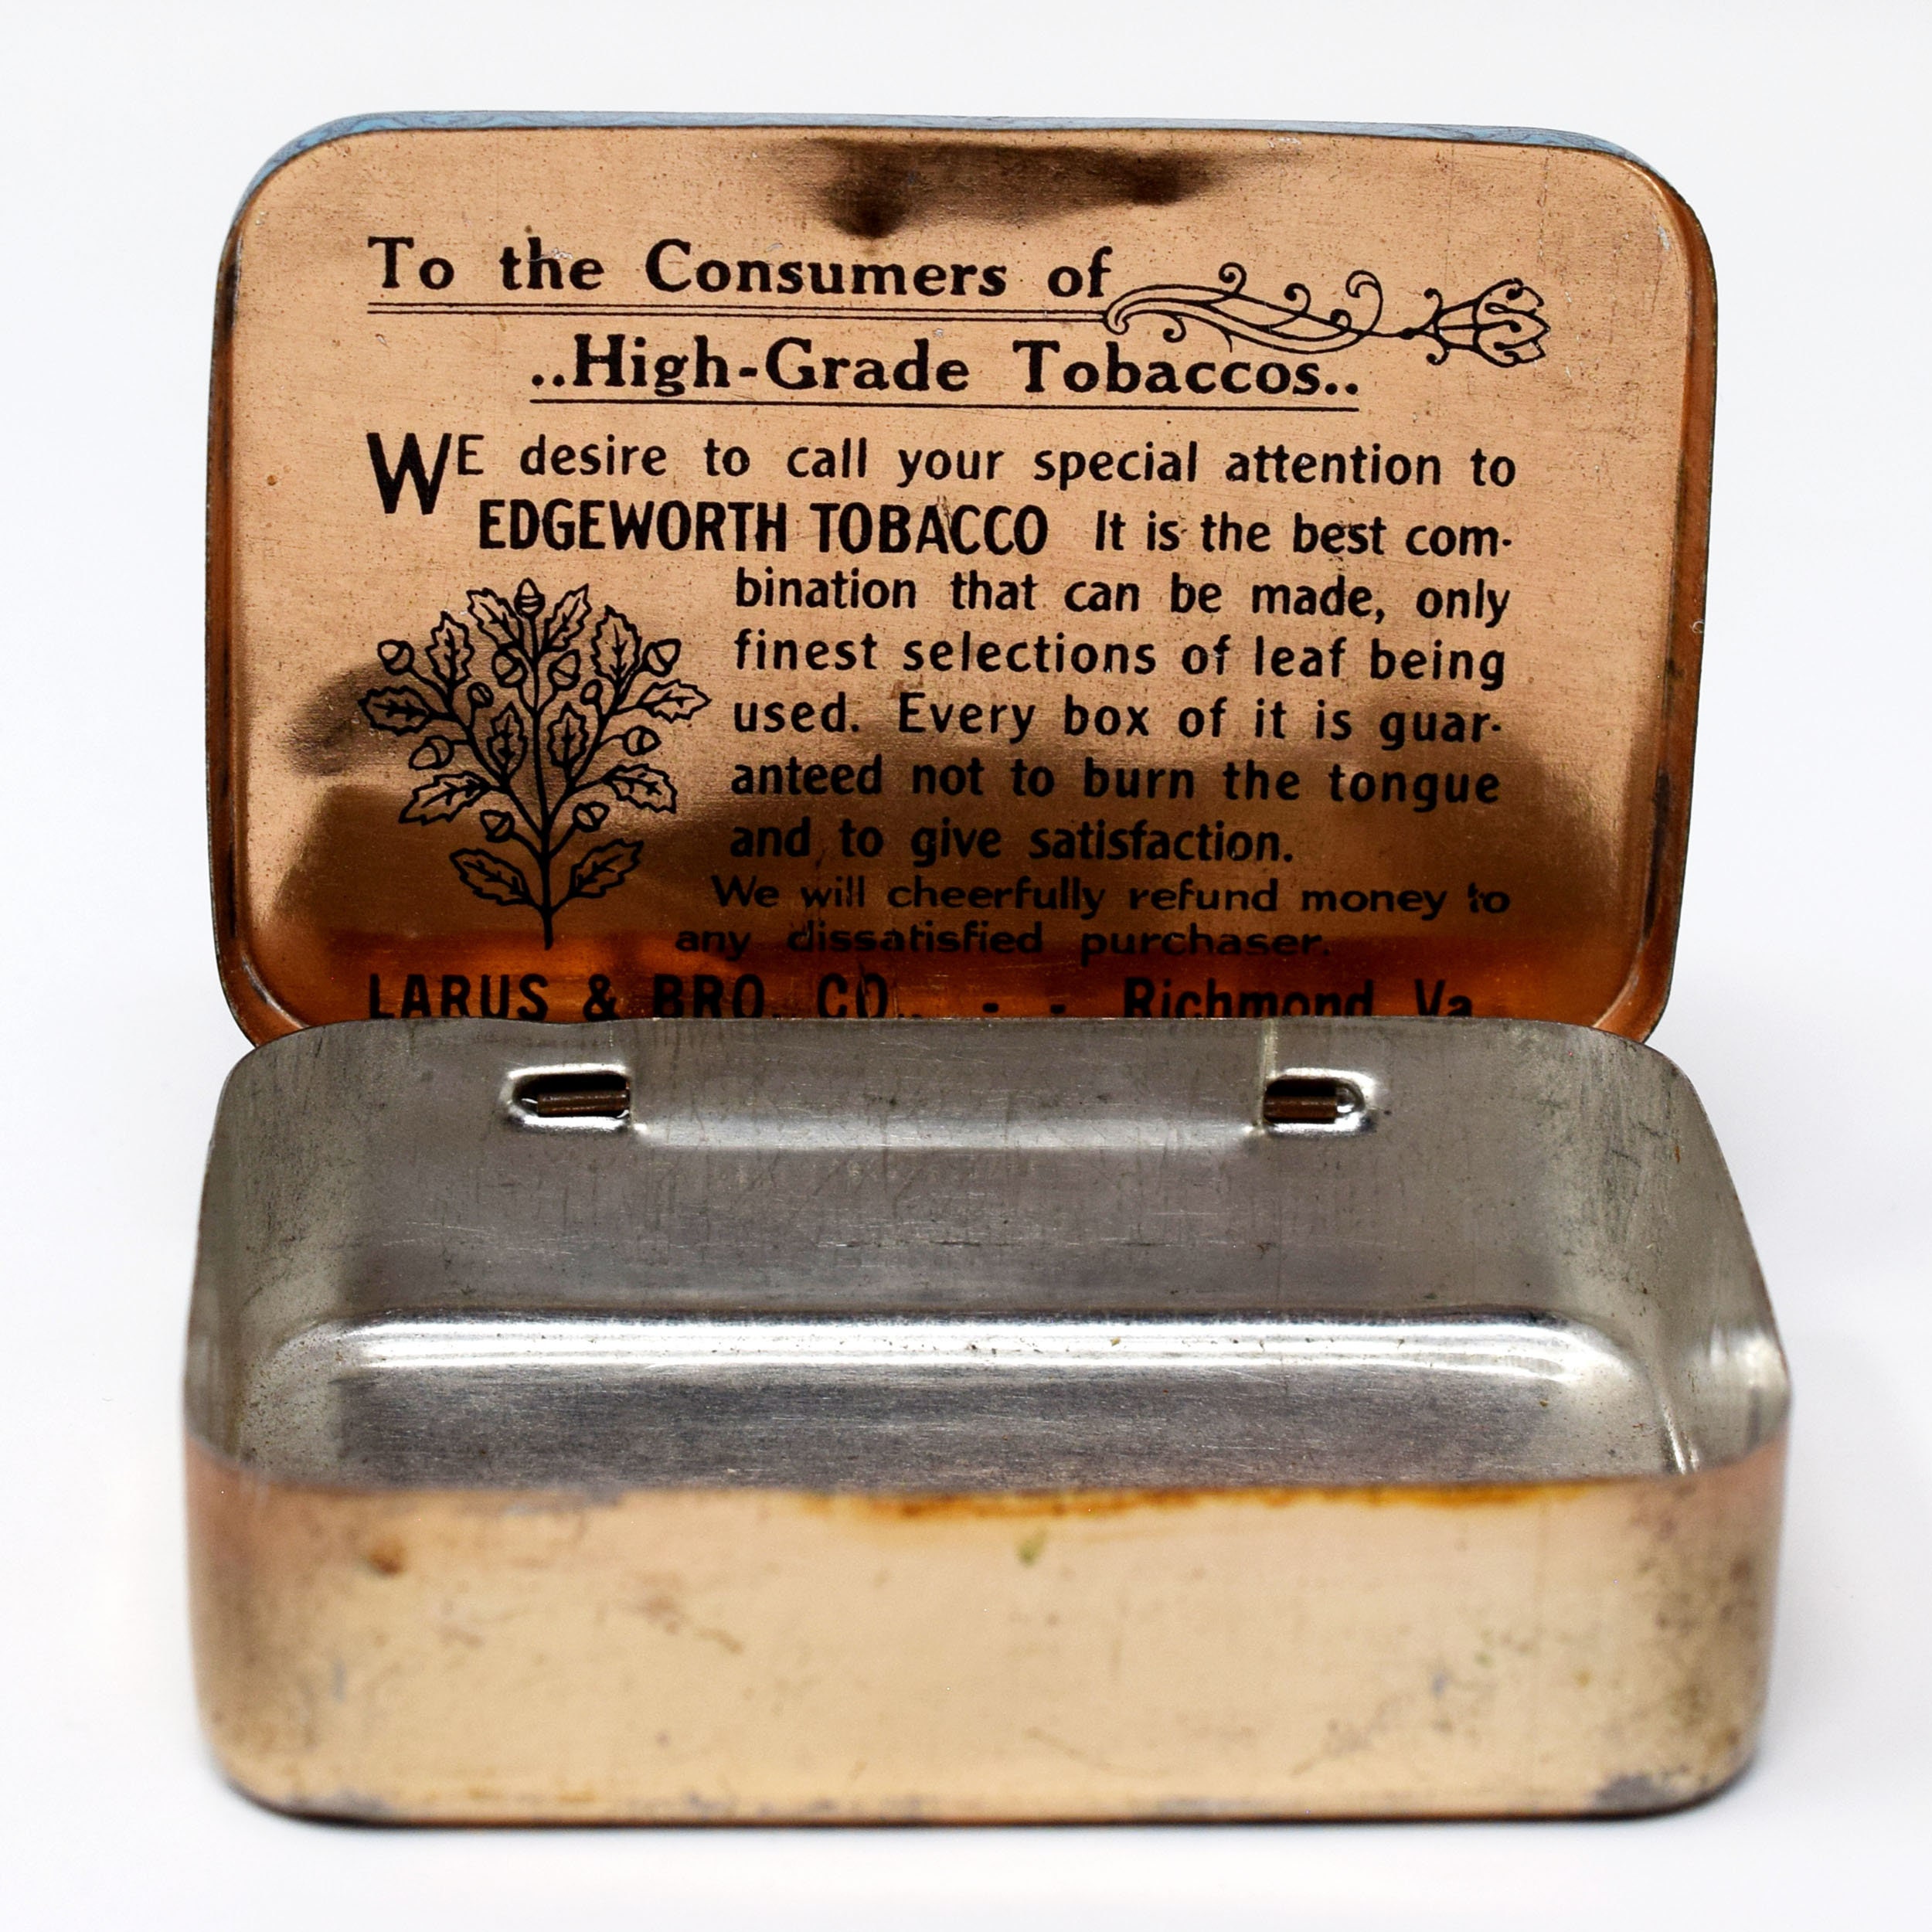 To the Consumers of
..High-Grade Tobaccos..
WE desire to call your special attention to
EDGEWORTH TOBACCO It is the best com-
bination that can be made, only
finest selections of leaf being
used. Every box of it is guar-
anteed not to burn the tongue
and to give satisfaction.
We will cheerfully refund money to
any dissatisfied purchaser.
LARUS & BRO. CO., - - Richmond, Va.